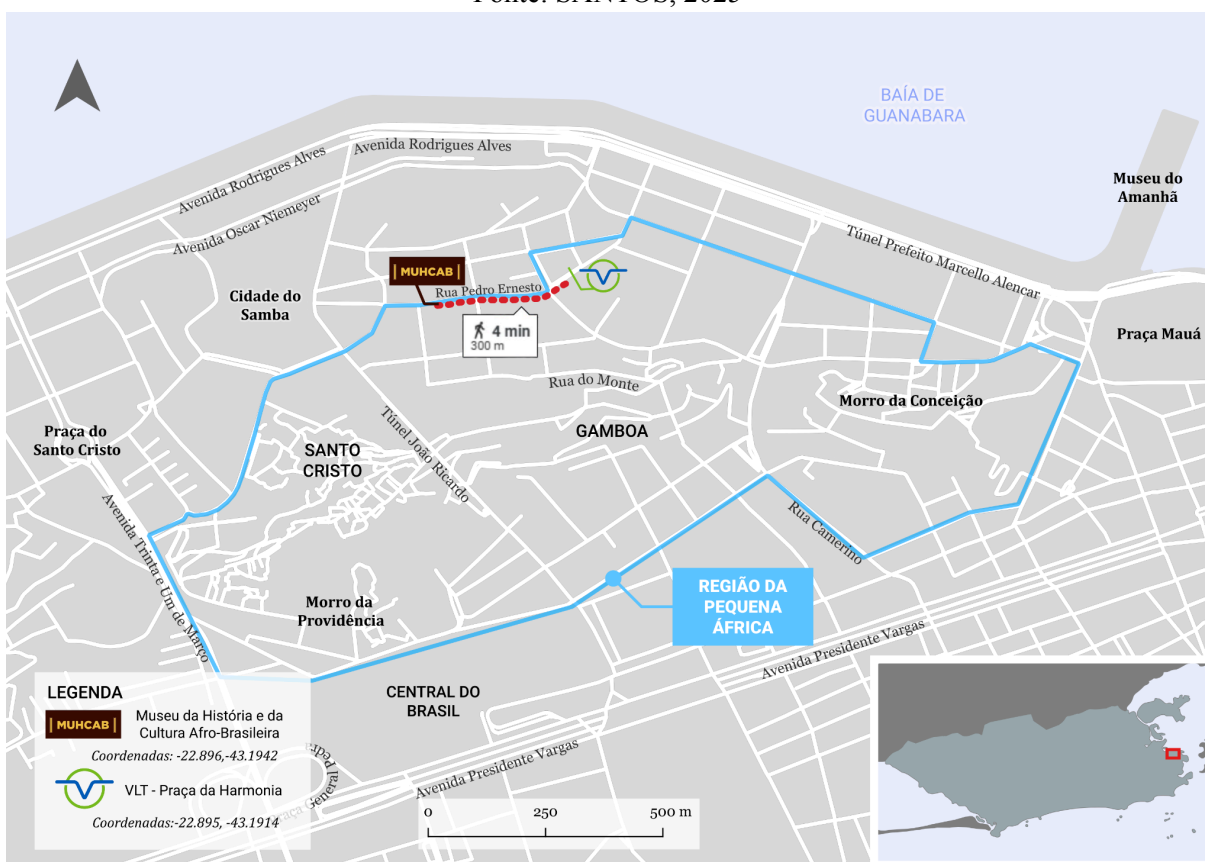 Fonte: SANTOS, 2023
BAÍA DE
GUANABARA
Avenida Rodrigues Alves
Avenida Rodrigues Alves
Museu do
Amanhã
Avenida Oscar Niemeyer
Túnel Prefeito Marcello Alencar
| MUHCAB |
Rua Pedro Ernesto
Cidade do
Samba
4 min
300 m
Praça Mauá
Rua do Monte
Morro da Conceição
Praça do
Santo Cristo
SANTO
CRISTO
Túnel João Ricardo
GAMBOA
Avenida Trinta e Um de Março
Rua Camerino
REGIÃO DA
PEQUENA
ÁFRICA
Morro da
Providência
Avenida Presidente Vargas
CENTRAL DO
BRASIL
Avenida Presidente Vargas
LEGENDA
| MUHCAB |
Museu da História e da
Cultura Afro-Brasileira
Coordenadas: -22.896,-43.1942
VLT - Praça da Harmonia
Coordenadas:-22.895, -43.1914
0 250 500 m